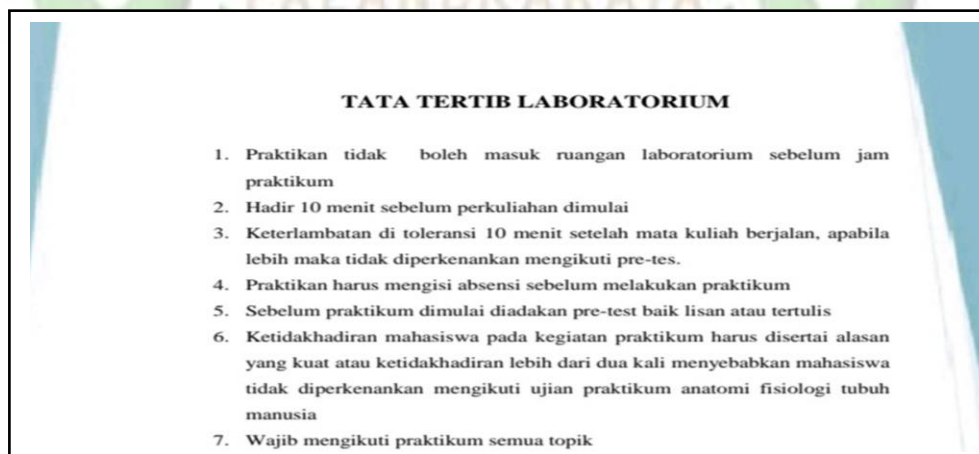 TATA TERTIB LABORATORIUM
1. Praktikan tidak boleh masuk ruangan laboratorium sebelum jam
praktikum
2. Hadir 10 menit sebelum perkuliahan dimulai
3. Keterlambatan di toleransi 10 menit setelah mata kuliah berjalan, apabila
lebih maka tidak diperkenankan mengikuti pre-tes.
4. Praktikan harus mengisi absensi sebelum melakukan praktikum
5. Sebelum praktikum dimulai diadakan pre-test baik lisan atau tertulis
6. Ketidakhadiran mahasiswa pada kegiatan praktikum harus disertai alasan
yang kuat atau ketidakhadiran lebih dari dua kali menyebabkan mahasiswa
tidak diperkenankan mengikuti ujian praktikum anatomi fisiologi tubuh
manusia
7. Wajib mengikuti praktikum semua topik